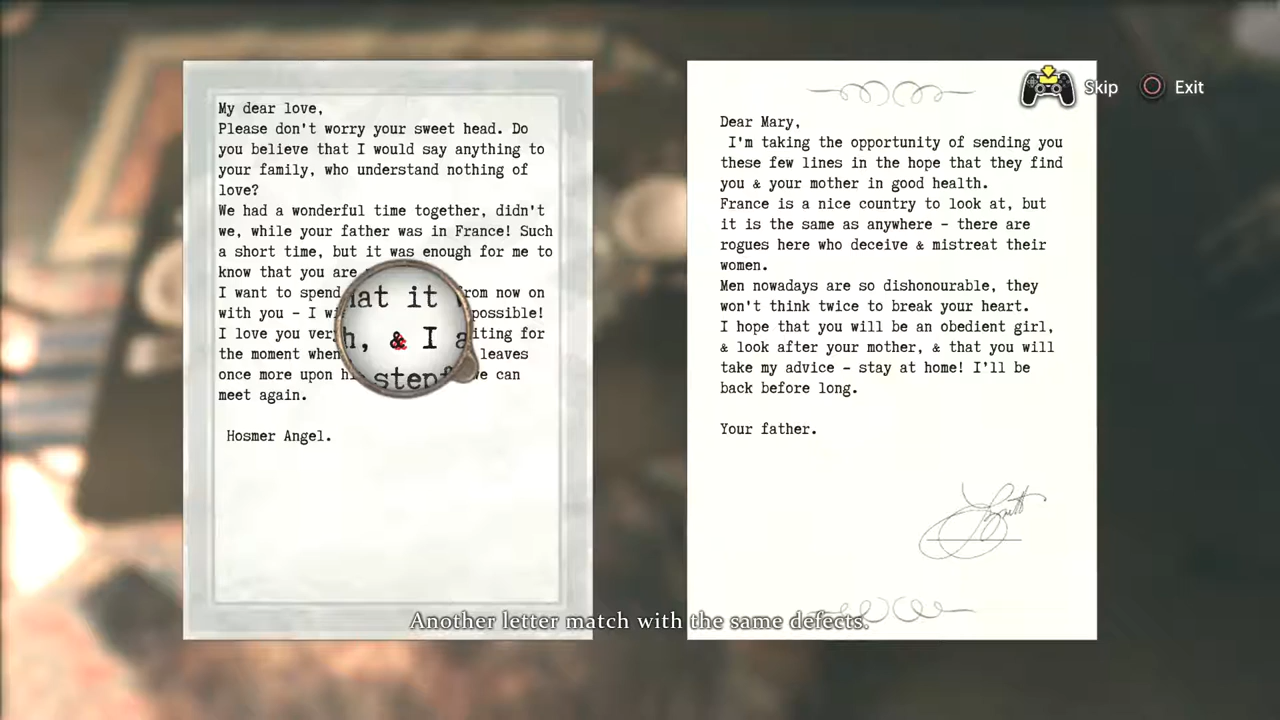 My dear love,
Please don't worry your sweet head. Do
you believe that I would say anything to
your family, who understand nothing of
love?
We had a wonderful time together, didn't
we, while your father was in France! Such
a short time, but it was enough for me to
know that you are
I want to spend from now on
with you - I possible!
I love you iting for
the moment when leaves
once more upon we can
meet again.
Hosmer Angel.
at it
h, & I a
stepf
Skip
Exit
Dear Mary,
I'm taking the opportunity of sending you
these few lines in the hope that they find
you & your mother in good health.
France is a nice country to look at, but
it is the same as anywhere - there are
rogues here who deceive & mistreat their
women.
Men nowadays are so dishonourable, they
won't think twice to break your heart.
I hope that you will be an obedient girl,
& look after your mother, & that you will
take my advice - stay at home! I'll be
back before long.
Your father.
Another letter match with the same defects.